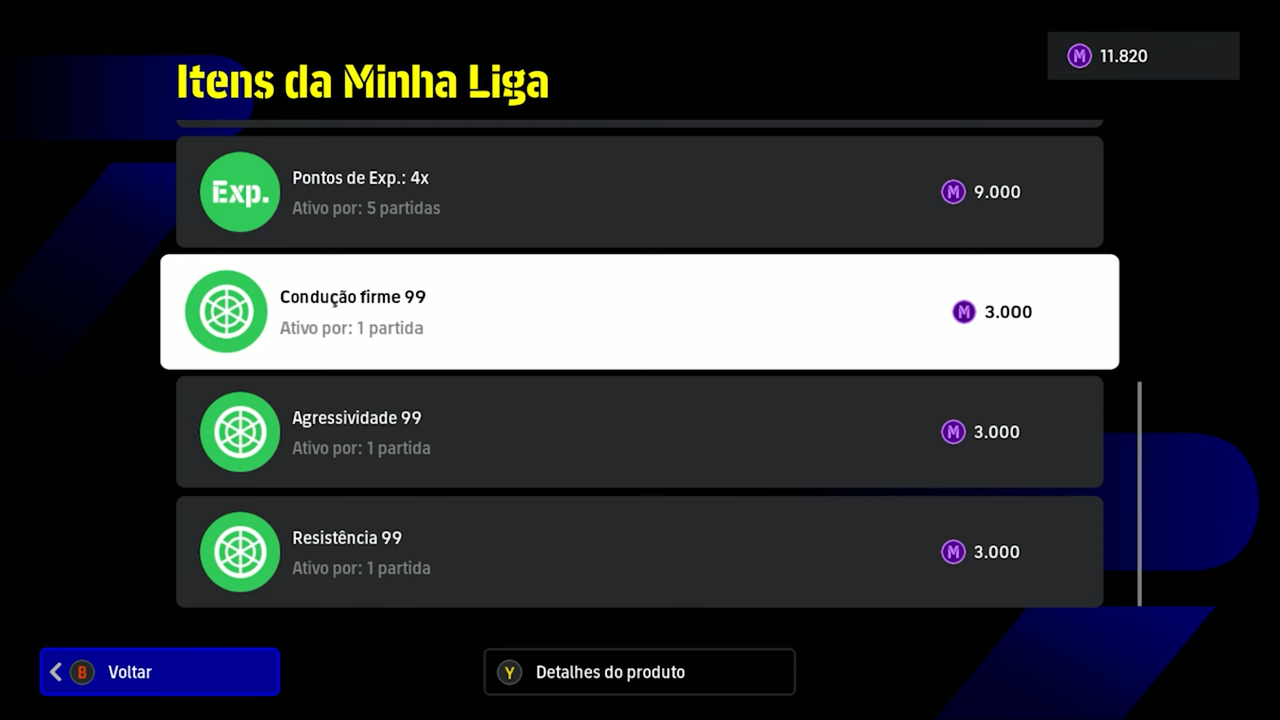 M 11.820
Itens da Minha Liga
Exp.
Pontos de Exp.: 4x
Ativo por: 5 partidas
M 9.000
Condução firme 99
Ativo por: 1 partida
M 3.000
Agressividade 99
Ativo por: 1 partida
M 3.000
Resistência 99
Ativo por: 1 partida
M 3.000
B Voltar
Y Detalhes do produto